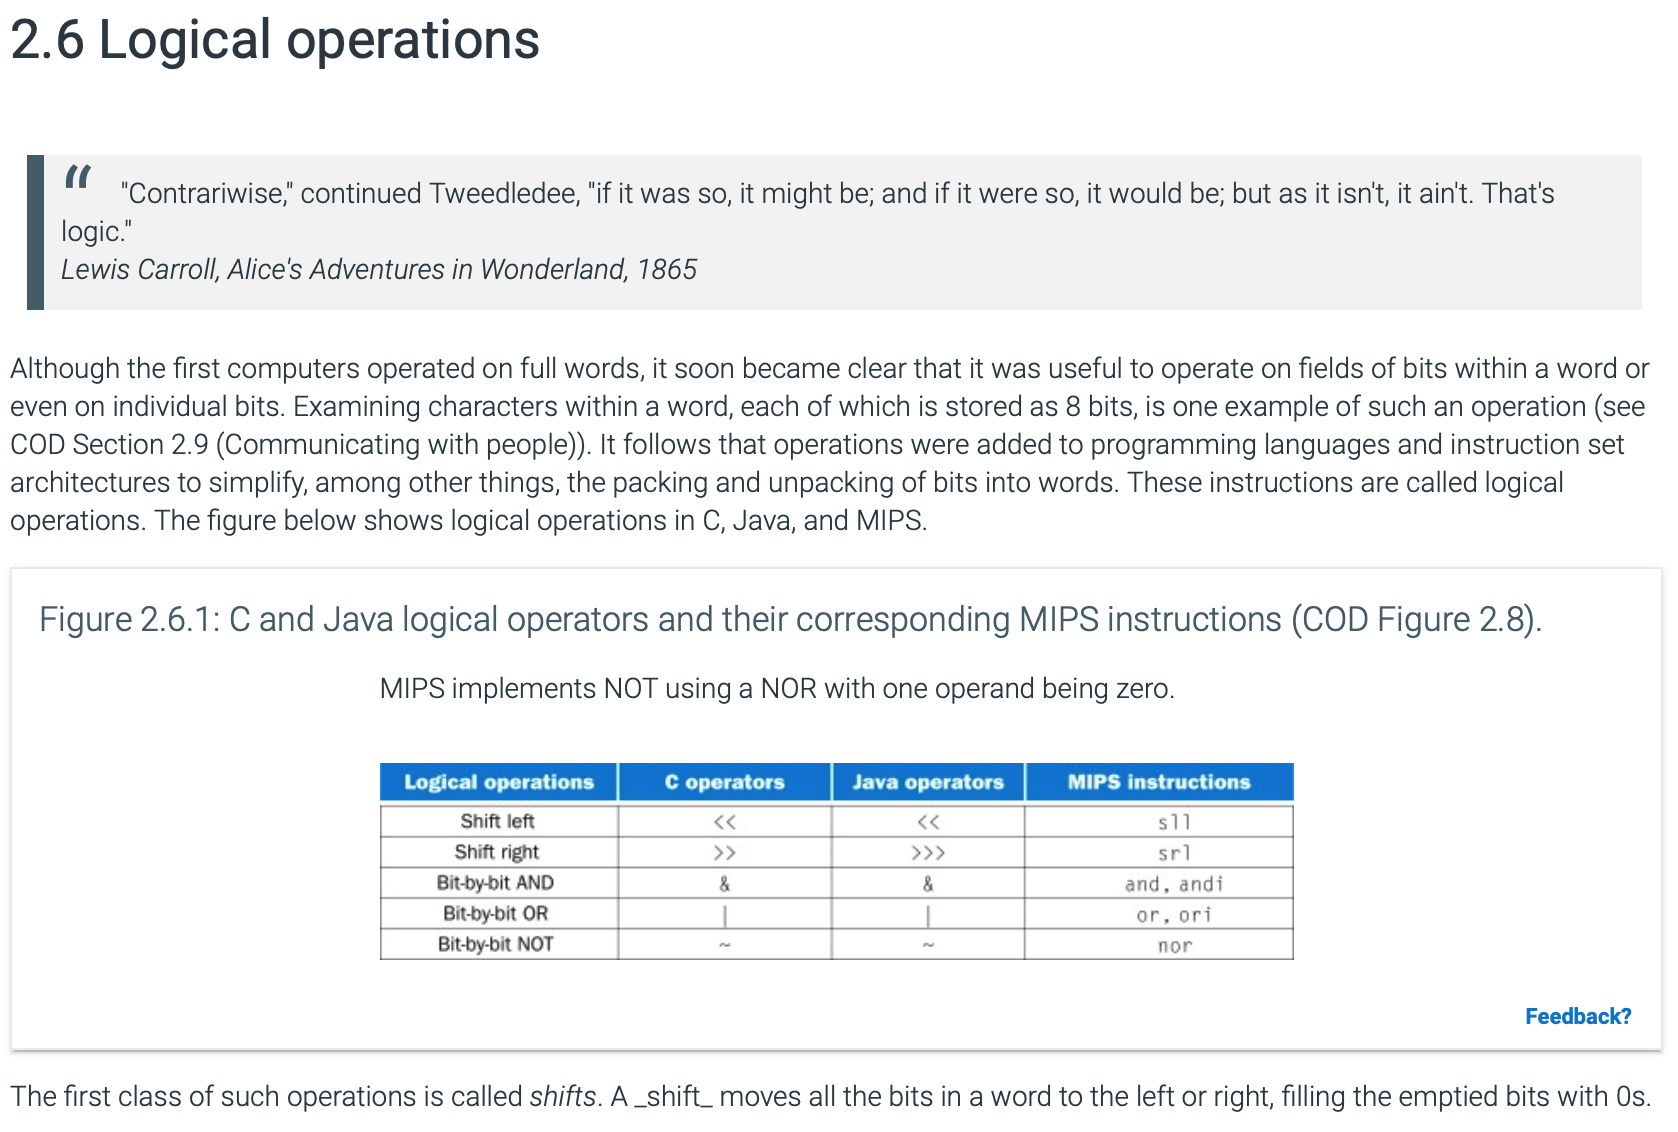 2.6 Logical operations
"Contrariwise," continued Tweedledee, "if it was so, it might be; and if it were so, it would be; but as it isn't, it ain't. That's
logic."
Lewis Carroll, Alice's Adventures in Wonderland, 1865
Although the first computers operated on full words, it soon became clear that it was useful to operate on fields of bits within a word or
even on individual bits. Examining characters within a word, each of which is stored as 8 bits, is one example of such an operation (see
COD Section 2.9 (Communicating with people)). It follows that operations were added to programming languages and instruction set
architectures to simplify, among other things, the packing and unpacking of bits into words. These instructions are called logical
operations. The figure below shows logical operations in C, Java, and MIPS.
Figure 2.6.1: C and Java logical operators and their corresponding MIPS instructions (COD Figure 2.8).
MIPS implements NOT using a NOR with one operand being zero.
Logical operations C operators Java operators MIPS instructions
Shift left << << sll
Shift right >> >>> srl
Bit-by-bit AND & & and, andi
Bit-by-bit OR | | or, ori
Bit-by-bit NOT ~ ~ nor
Feedback?
The first class of such operations is called shifts. A _shift_ moves all the bits in a word to the left or right, filling the emptied bits with 0s.